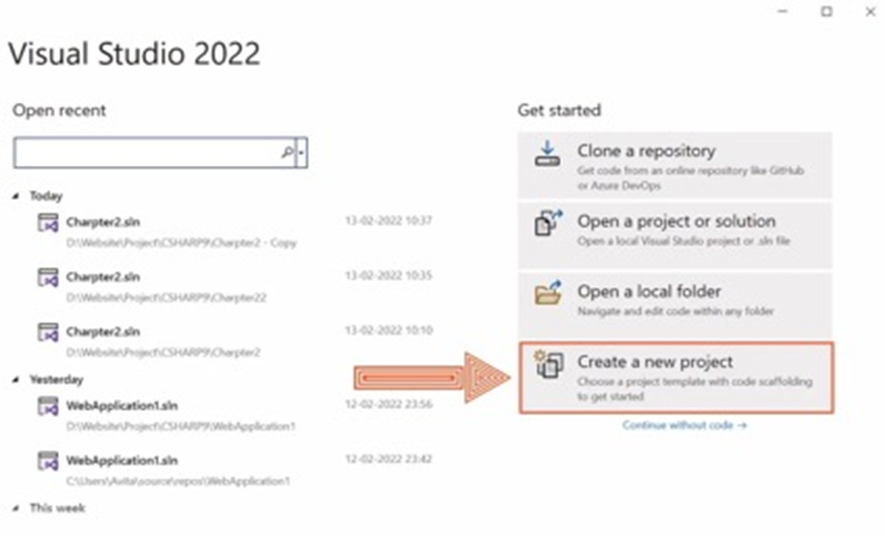 Visual Studio 2022
Open recent
Today
Charpter2.sln 13-02-2022 10:37
D:\Website\Project\CSHARP9\Charpter2 - Copy
Charpter2.sln 13-02-2022 10:35
D:\Website\Project\CSHARP9\Charpter22
Charpter2.sln 13-02-2022 10:10
D:\Website\Project\CSHARP9\Charpter2
Yesterday
WebApplication1.sln 12-02-2022 23:56
D:\Website\Project\CSHARP9\WebApplication1
WebApplication1.sln 12-02-2022 23:42
C:\Users\Avita\source\repos\WebApplication1
This week
Get started
Clone a repository
Get code from an online repository like GitHub
or Azure DevOps
Open a project or solution
Open a local Visual Studio project or .sln file
Open a local folder
Navigate and edit code within any folder
Create a new project
Choose a project template with code scaffolding
to get started
Continue without code →